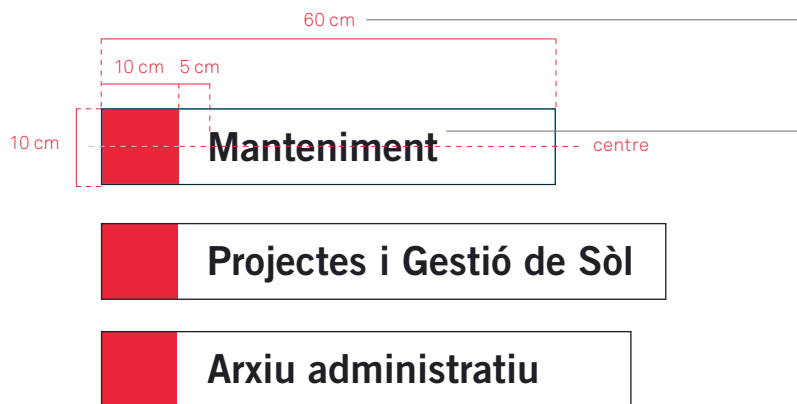 60 cm
10 cm 5 cm
10 cm
Manteniment
centre
Projectes i Gestió de Sòl
Arxiu administratiu